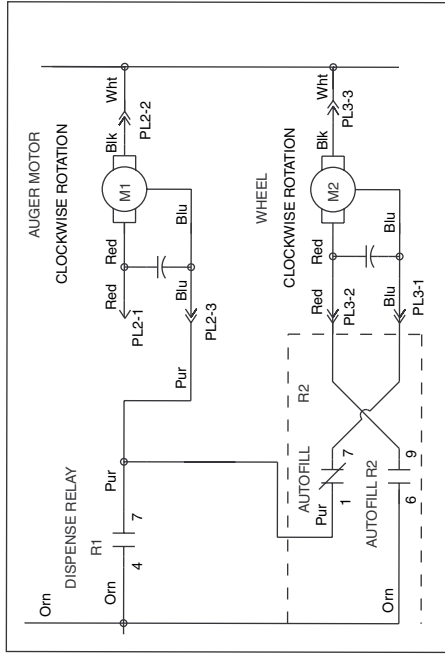 AUGER MOTOR
CLOCKWISE ROTATION
DISPENSE RELAY
Orn
R1
Orn
4
7
Pur
Red
Red
M1
Blk
Wht
PL2-1
PL2-2
Pur
Blu
Blu
PL2-3
WHEEL
CLOCKWISE ROTATION
R2
AUTOFILL
Pur
1
7
Red
Red
M2
Blk
Wht
PL3-2
PL3-3
AUTOFILL R2
Orn
6
9
Blu
Blu
PL3-1